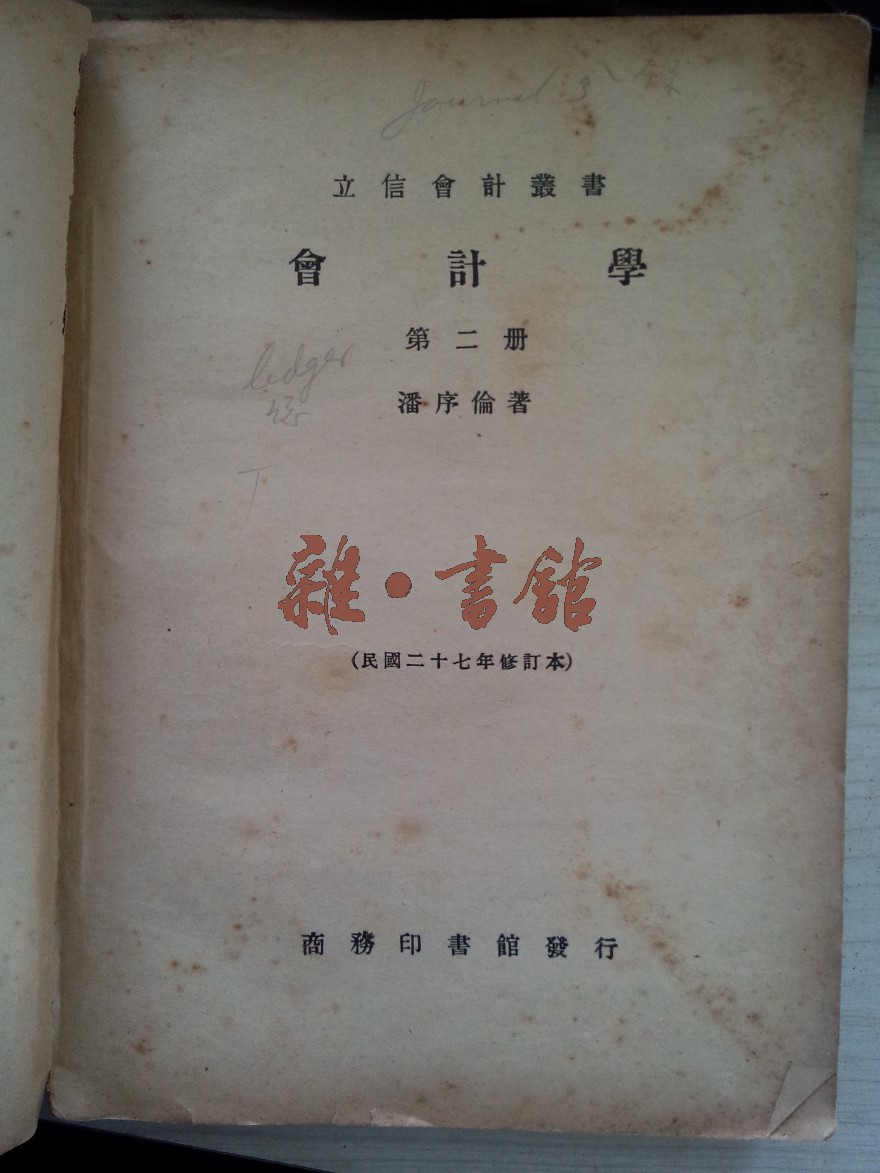 Journal
立信會計叢書
會計學
第二册
ledger
潘序倫著
雜·書舘
(民國二十七年修訂本)
商務印書館發行